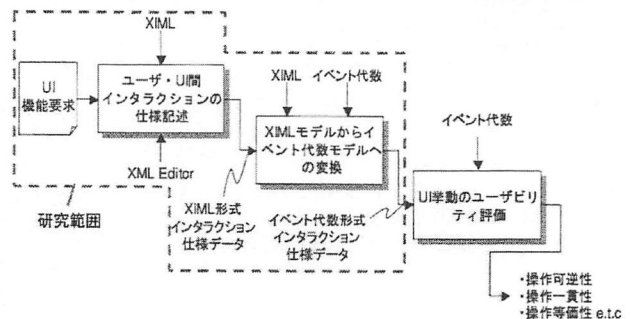 XIML
UI
機能要求
ユーザ・UI間
インタラクションの
仕様記述
XML Editor
研究範囲
XIML
イベント代数
XIMLモデルからイ
ベント代数モデルへ
の変換
XIML形式
インタラクション
仕様データ
イベント代数形式
インタラクション
仕様データ
イベント代数
UI挙動のユーザビリ
ティ評価
・操作可逆性
・操作一貫性
・操作等価性 e.t.c